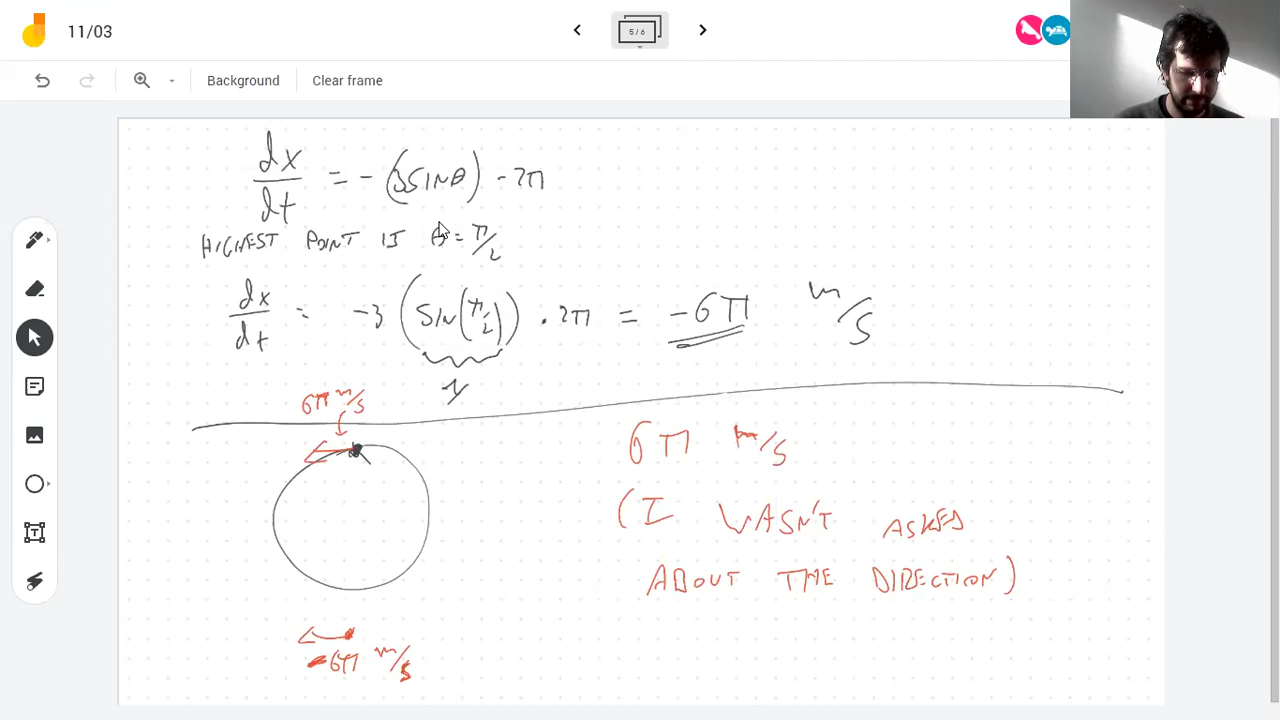 11/03
5 / 6
Background
Clear frame
dx/dt = -(3SINθ) · 2π
HIGHEST POINT IS θ = π/2
dx/dt = -3 (SIN(π/2)) · 2π = -6π m/s
1
6π m/s
6π m/s
(I WASN'T ASKED
ABOUT THE DIRECTION)
-6π m/s